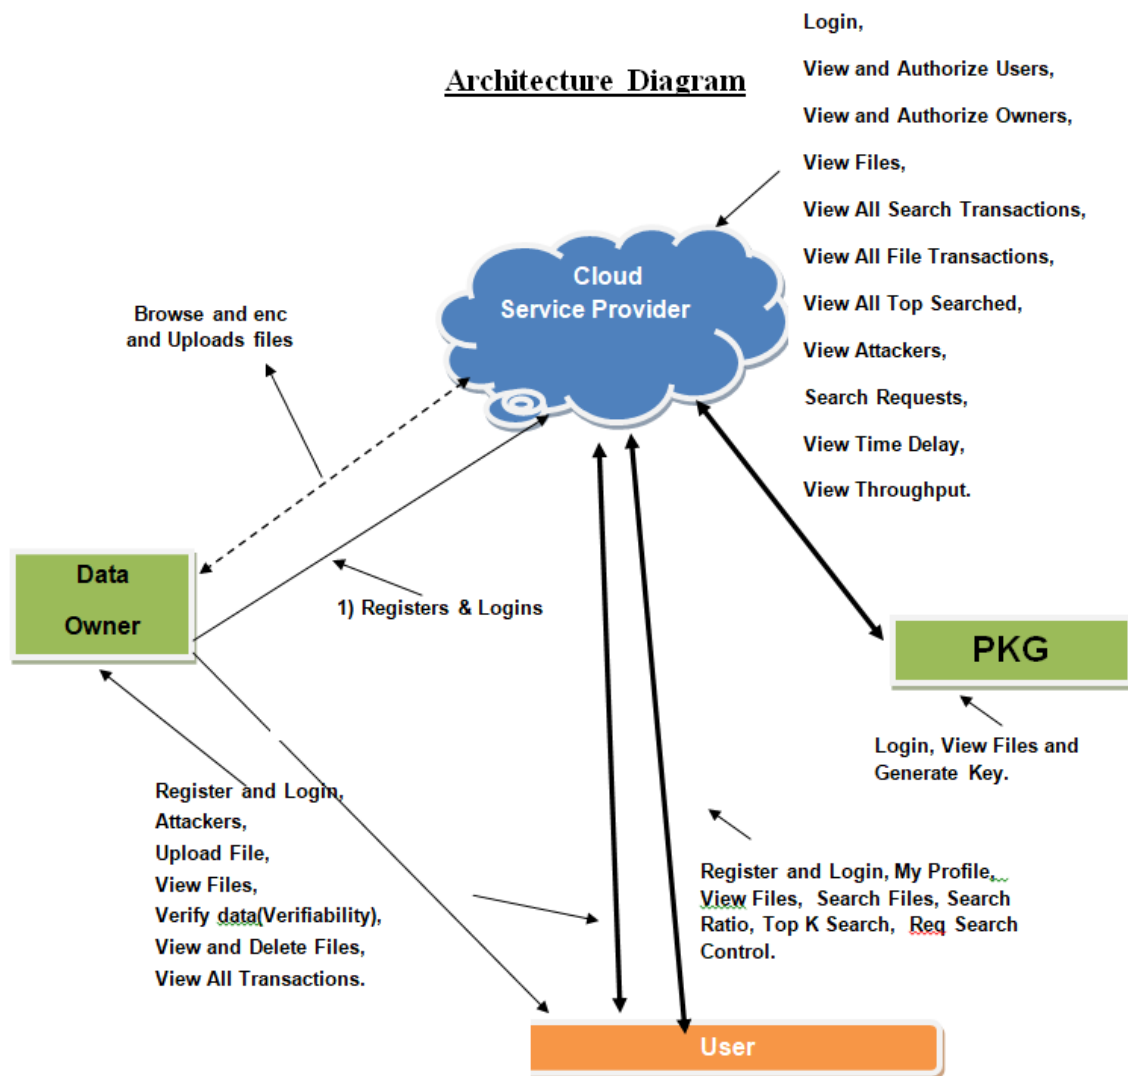 Architecture Diagram
Login,
View and Authorize Users,
View and Authorize Owners,
View Files,
View All Search Transactions,
View All File Transactions,
View All Top Searched,
View Attackers,
Search Requests,
View Time Delay,
View Throughput.
Cloud
Service Provider
Browse and enc
and Uploads files
Data
Owner
1) Registers & Logins
PKG
Login, View Files and
Generate Key.
Register and Login,
Attackers,
Upload File,
View Files,
Verify data(Verifiability),
View and Delete Files,
View All Transactions.
Register and Login, My Profile,
View Files, Search Files, Search
Ratio, Top K Search, Req Search
Control.
User